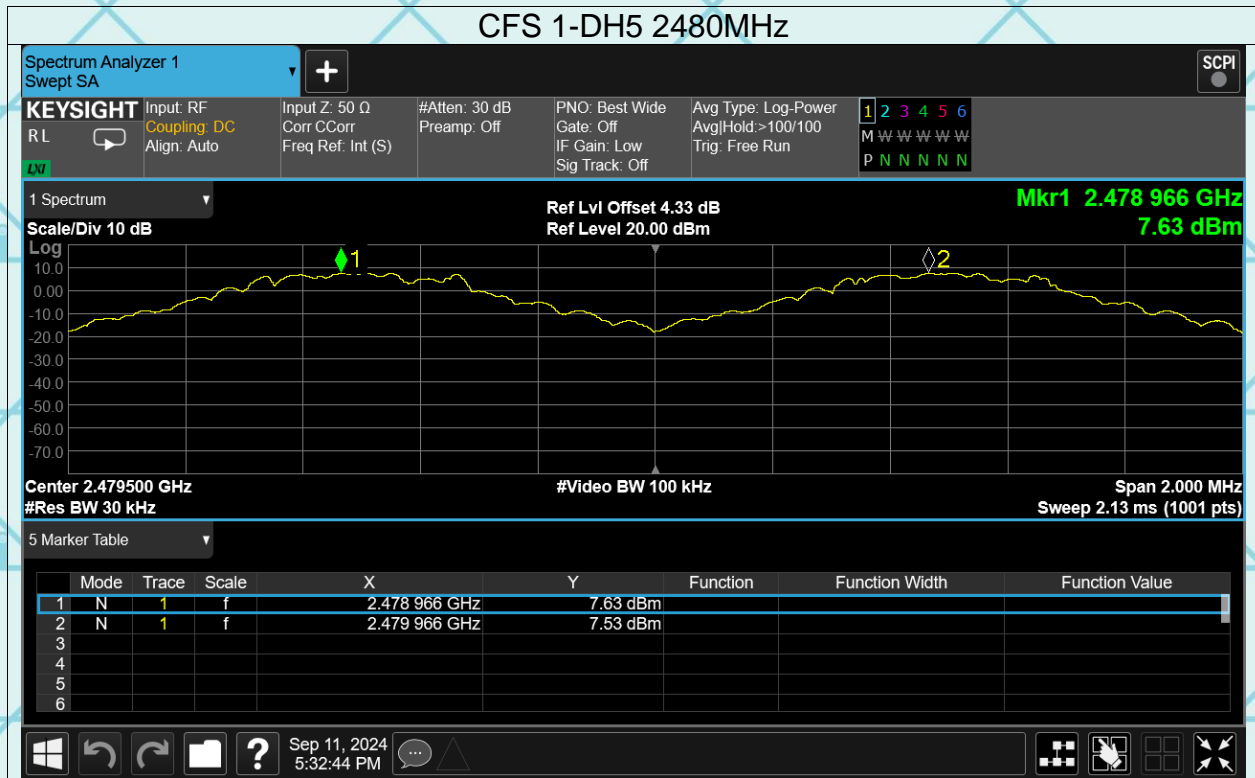 CFS 1-DH5 2480MHz
Spectrum Analyzer 1
Swept SA
SCPI
KEYSIGHT
R L
LXI
Input: RF
Coupling: DC
Align: Auto
Input Z: 50 Ω
Corr CCorr
Freq Ref: Int (S)
#Atten: 30 dB
Preamp: Off
PNO: Best Wide
Gate: Off
IF Gain: Low
Sig Track: Off
Avg Type: Log-Power
Avg|Hold:>100/100
Trig: Free Run
1 2 3 4 5 6
M W W W W W
P N N N N N
1 Spectrum
Scale/Div 10 dB
Ref Lvl Offset 4.33 dB
Ref Level 20.00 dBm
Mkr1 2.478 966 GHz
7.63 dBm
Log
10.0
0.00
-10.0
-20.0
-30.0
-40.0
-50.0
-60.0
-70.0
1
2
Center 2.479500 GHz
#Video BW 100 kHz
Span 2.000 MHz
#Res BW 30 kHz
Sweep 2.13 ms (1001 pts)
5 Marker Table
Mode Trace Scale X Y Function Function Width Function Value
1 N 1 f 2.478 966 GHz 7.63 dBm
2 N 1 f 2.479 966 GHz 7.53 dBm
3
4
5
6
?
Sep 11, 2024
5:32:44 PM